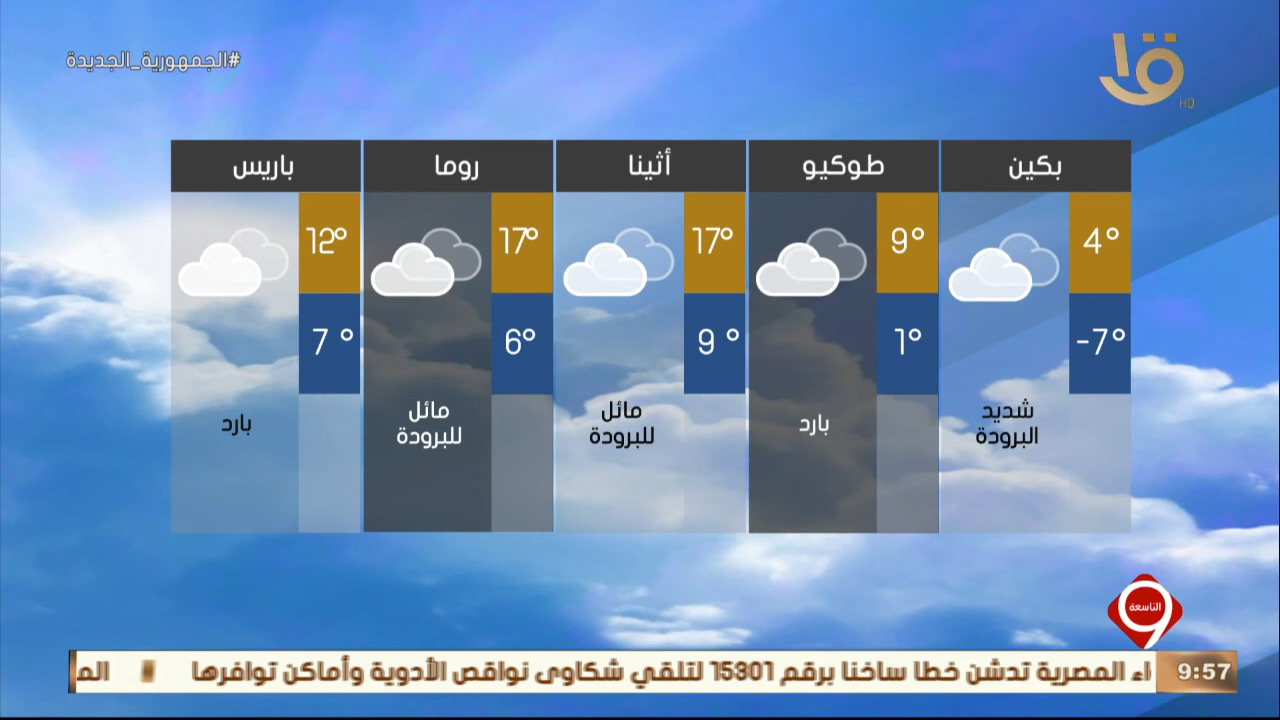 #الجمهورية_الجديدة
HD
بكين
4°
-7°
شديد
البرودة
طوكيو
9°
1°
بارد
أثينا
17°
9°
مائل
للبرودة
روما
17°
6°
مائل
للبرودة
باريس
12°
7°
بارد
التاسعة
9
9:57
المصرية تدشن خطا ساخنا برقم 15301 لتلقي شكاوى نواقص الأدوية وأماكن توافرها